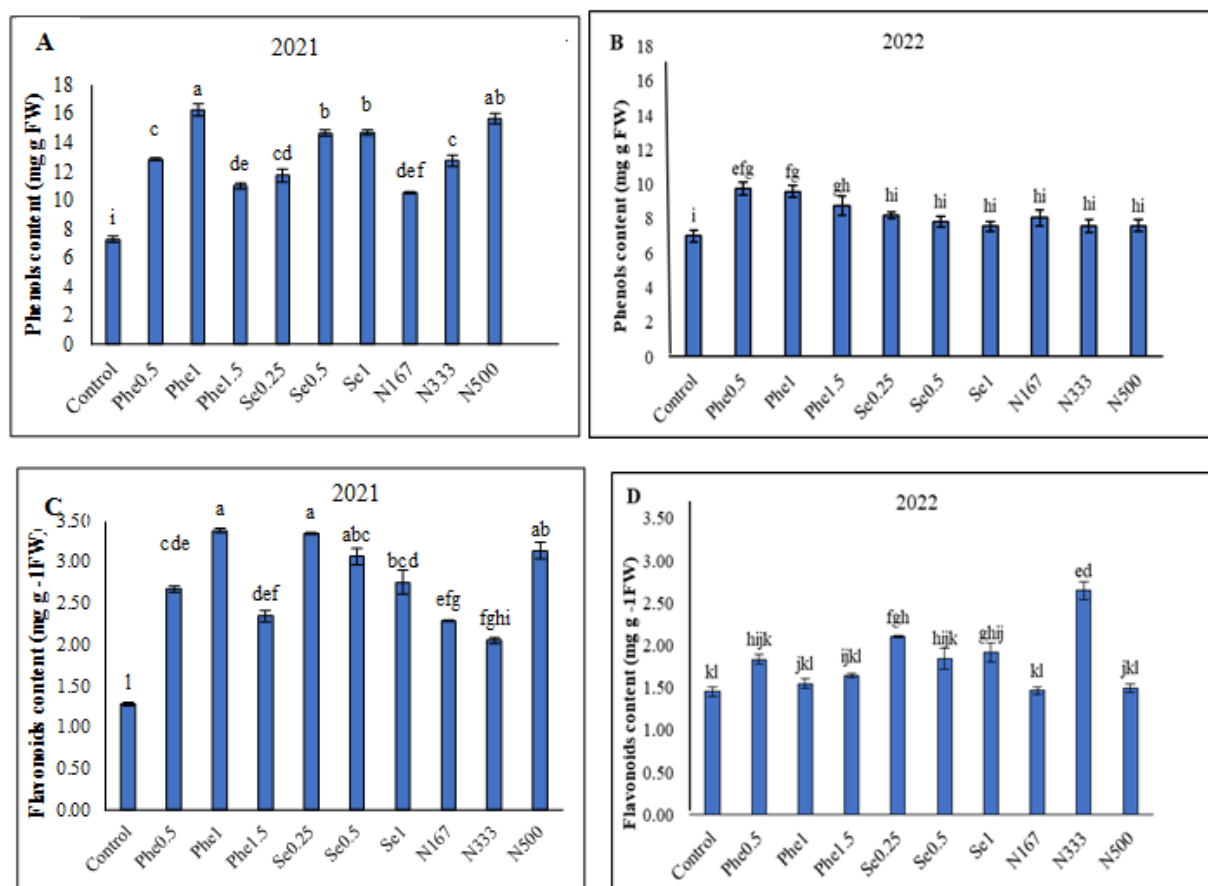 A
2021
Phenols content (mg g FW)
18
16
14
12
10
8
6
4
2
0
i
c
a
de
cd
b
b
def
c
ab
Control
Phe0.5
Phe1
Phe1.5
Se0.25
Se0.5
Se1
N167
N333
N500
B
2022
Phenols content (mg g FW)
18
16
14
12
10
8
6
4
2
0
i
efg
fg
gh
hi
hi
hi
hi
hi
hi
Control
Phe0.5
Phe1
Phe1.5
Se0.25
Se0.5
Se1
N167
N333
N500
C
2021
Flavonoids content (mg g -1FW)
3.50
3.00
2.50
2.00
1.50
1.00
0.50
0.00
l
cde
a
def
a
abc
bcd
efg
fghi
ab
Control
Phe0.5
Phe1
Phe1.5
Se0.25
Se0.5
Se1
N167
N333
N500
D
2022
Flavonoids content (mg g -1FW)
3.50
3.00
2.50
2.00
1.50
1.00
0.50
0.00
kl
hijk
jkl
ijkl
fgh
hijk
ghij
kl
ed
jkl
Control
Phe0.5
Phe1
Phe1.5
Se0.25
Se0.5
Se1
N167
N333
N500